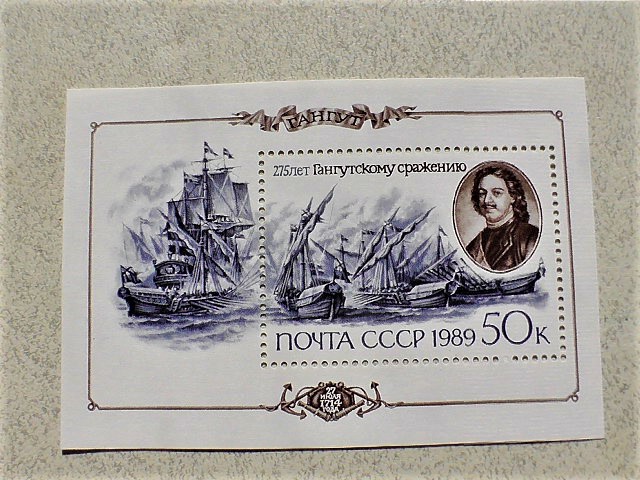 ГАНГУТ
275 лет Гангутскому сражению
ПОЧТА СССР 1989 50к
27
ИЮЛЯ
1714
ГОДА